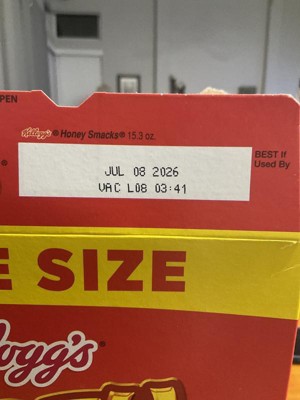 PEN
Kellogg's® Honey Smacks® 15.3 oz.
BEST If
Used By
JUL 08 2026
VAC L08 03:41
E SIZE
ogg's